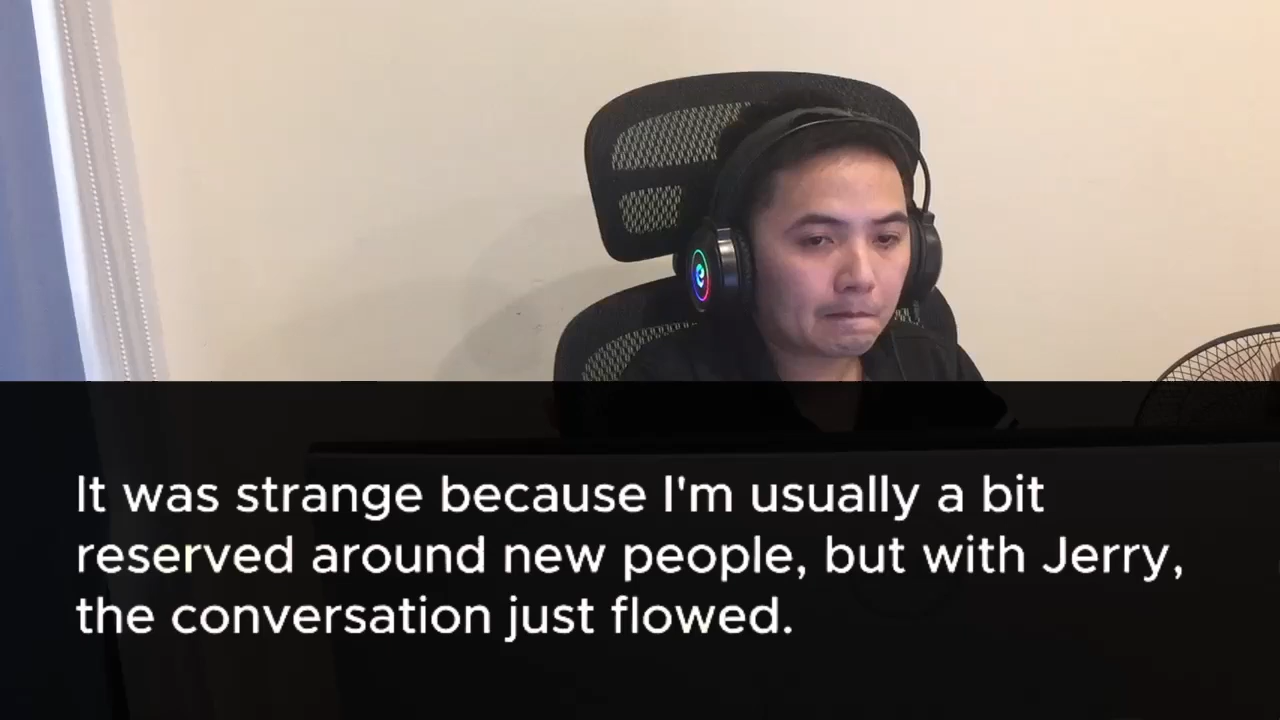 It was strange because I'm usually a bit
reserved around new people, but with Jerry,
the conversation just flowed.